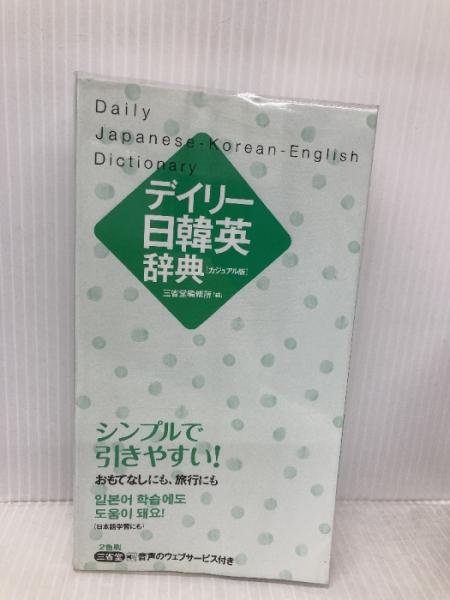 Daily
Japanese-Korean-English
Dictionary
デイリー
日韓英
辞典[カジュアル版]
三省堂編修所[編]
シンプルで
引きやすい!
おもてなしにも、旅行にも
일본어 학습에도
도움이 돼요!
(日本語学習にも)
2色刷
三省堂 音声のウェブサービス付き